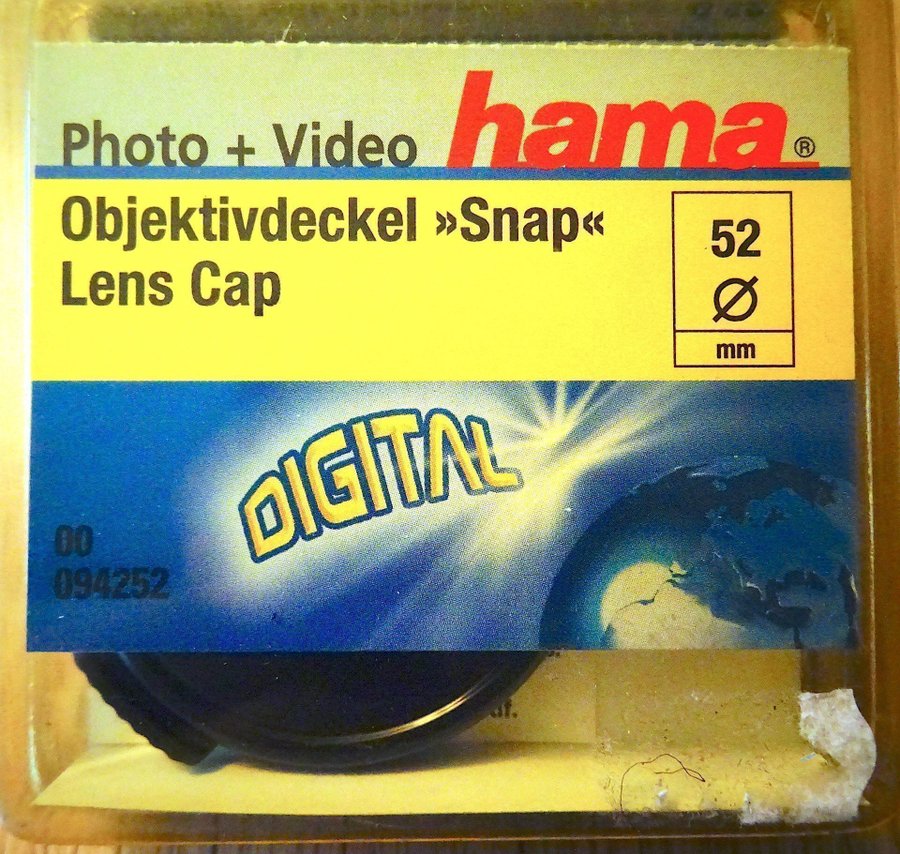 Photo + Video hama®
Objektivdeckel »Snap«
Lens Cap
52
Ø
mm
DIGITAL
00
094252